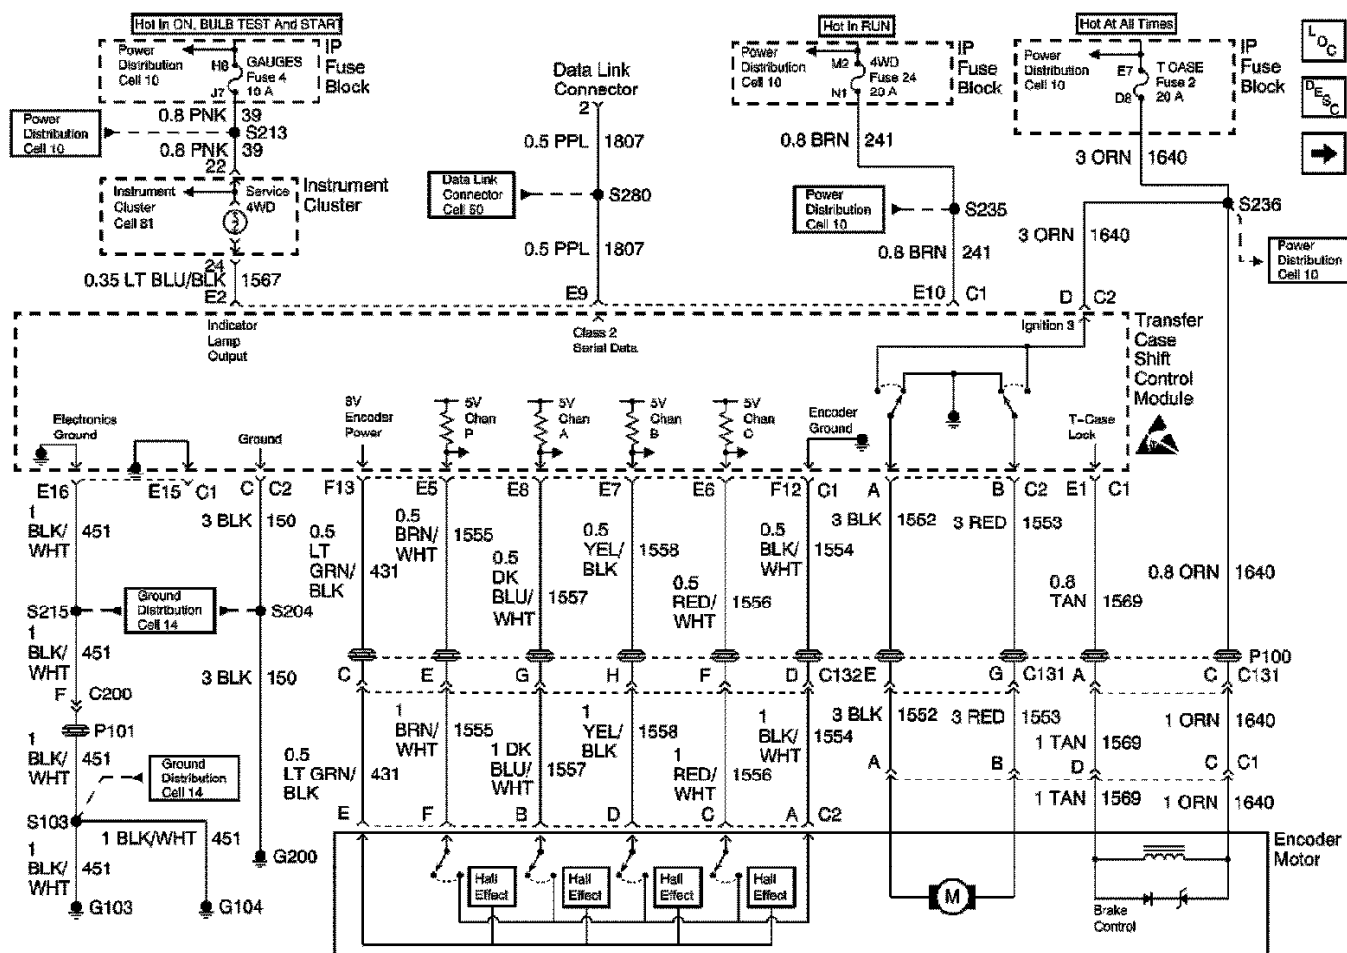 Hot In ON, BULB TEST And START
Hot In RUN
Hot At All Times
LOC
DESC
Power
Distribution
Cell 10
H6
J7
GAUGES
Fuse 4
10 A
IP
Fuse
Block
Data Link
Connector
2
Power
Distribution
Cell 10
M2
N1
4WD
Fuse 24
20 A
IP
Fuse
Block
Power
Distribution
Cell 10
E7
D8
T CASE
Fuse 2
20 A
IP
Fuse
Block
0.8 PNK 39
S213
Power
Distribution
Cell 10
0.8 PNK 39
22
0.5 PPL 1807
0.8 BRN 241
3 ORN 1640
Instrument
Cluster
Cell 81
Service
4WD
Instrument
Cluster
Data Link
Connector
Cell 50
S280
Power
Distribution
Cell 10
S235
S236
0.5 PPL 1807
0.8 BRN 241
3 ORN 1640
Power
Distribution
Cell 10
24
0.35 LT BLU/BLK 1567
E2
E9
E10 C1
D C2
Indicator
Lamp
Output
Class 2
Serial Data
Ignition 3
Transfer
Case
Shift
Control
Module
Electronics
Ground
Ground
8V
Encoder
Power
5V
Chan
P
5V
Chan
A
5V
Chan
B
5V
Chan
C
Encoder
Ground
T-Case
Lock
E16 E15 C1 C C2 F13 E5 E8 E7 E6 F12 C1 A B C2 E1 C1
1
BLK/
WHT
451
3 BLK 150
0.5
LT
GRN/
BLK
431
0.5
BRN/
WHT
1555
0.5
DK
BLU/
WHT
1557
0.5
YEL/
BLK
1558
0.5
RED/
WHT
1556
0.5
BLK/
WHT
1554
3 BLK 1552
3 RED 1553
0.8
TAN
1569
0.8 ORN 1640
S215
Ground
Distribution
Cell 14
S204
1
BLK/
WHT
451
3 BLK 150
P100
C E G H F D C132 E G C131 A C C131
F C200
P101
1
BLK/
WHT
451
Ground
Distribution
Cell 14
0.5
LT GRN/
BLK
431
1
BRN/
WHT
1555
1 DK
BLU/
WHT
1557
1
YEL/
BLK
1558
1
RED/
WHT
1556
1
BLK/
WHT
1554
3 BLK 1552
3 RED 1553
1 TAN 1569
1 ORN 1640
A B D C C1
1 TAN 1569
1 ORN 1640
S103
1 BLK/WHT 451
E F B D C A C2
1
BLK/
WHT
451
G200
G103
G104
Hall
Effect
Hall
Effect
Hall
Effect
Hall
Effect
M
Brake
Control
Encoder
Motor